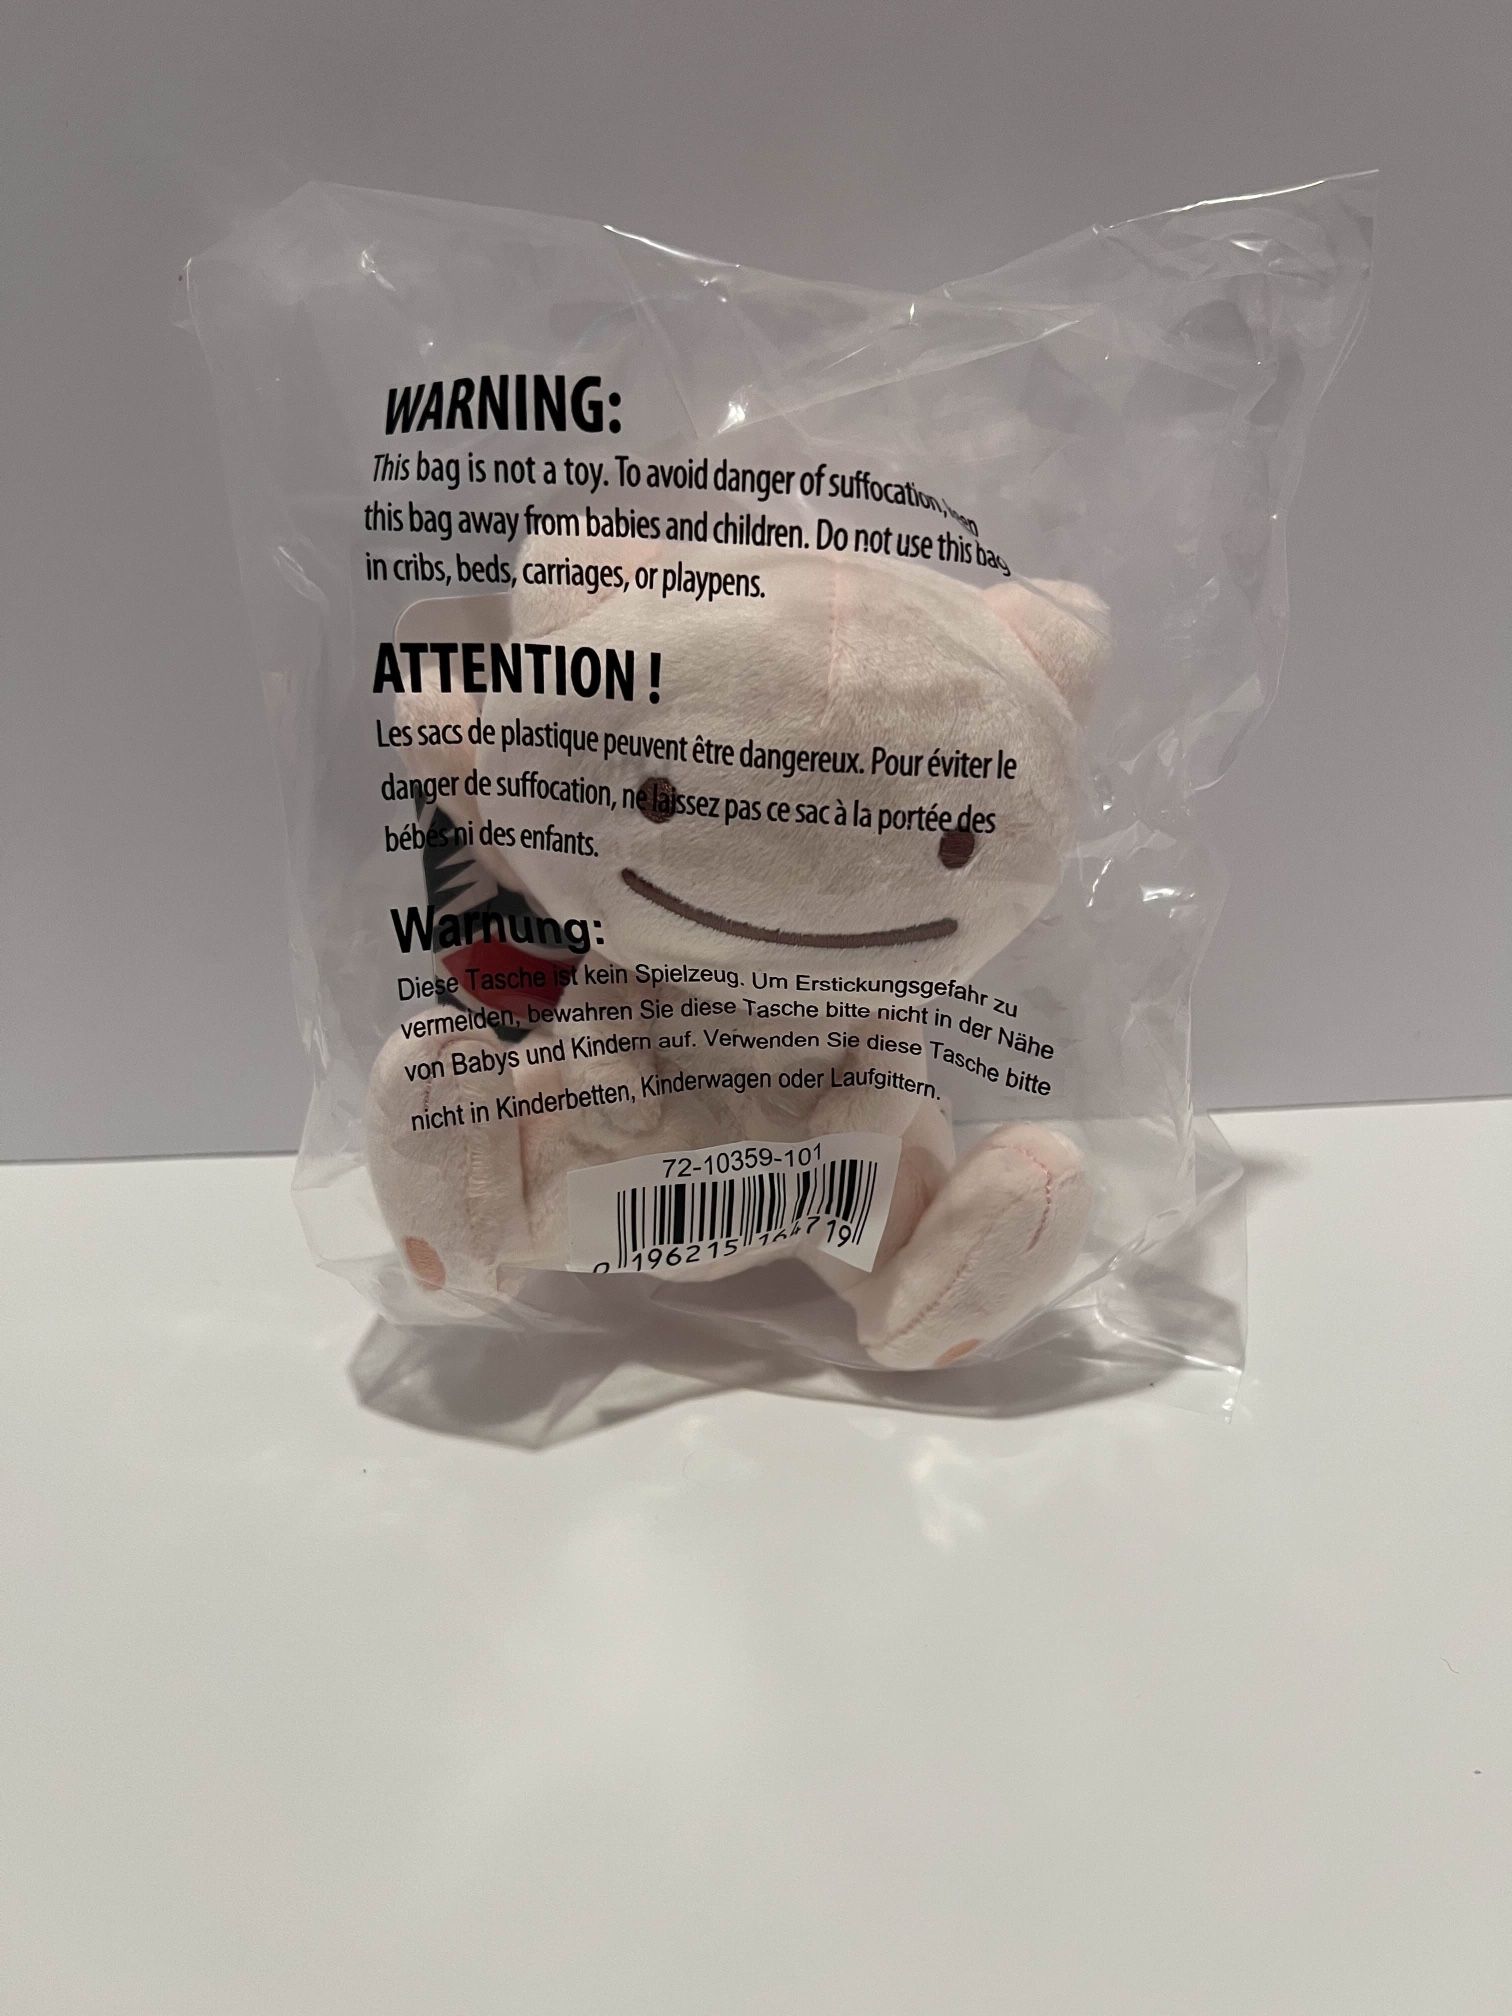 WARNING:
This bag is not a toy. To avoid danger of suffocation,
this bag away from babies and children. Do not use this bag
in cribs, beds, carriages, or playpens.
ATTENTION !
Les sacs de plastique peuvent être dangereux. Pour éviter le
danger de suffocation, ne laissez pas ce sac à la portée des
bébés ni des enfants.
Warnung:
Diese Tasche ist kein Spielzeug. Um Erstickungsgefahr zu
vermeiden, bewahren Sie diese Tasche bitte nicht in der Nähe
von Babys und Kindern auf. Verwenden Sie diese Tasche bitte
nicht in Kinderbetten, Kinderwagen oder Laufgittern.
72-10359-101
0 196215 164719